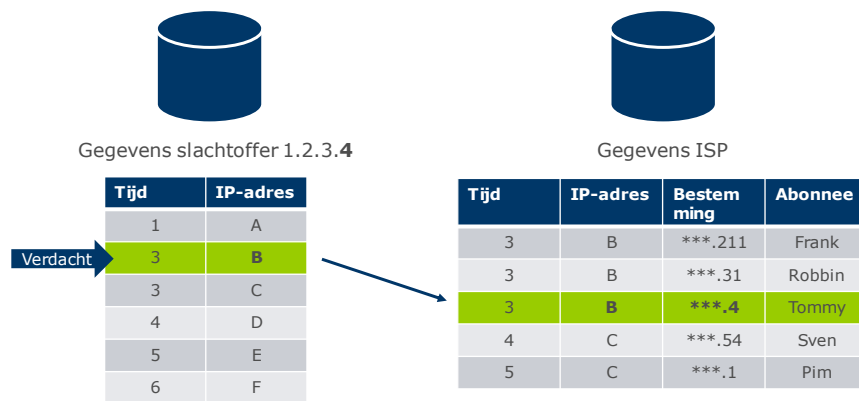 Gegevens slachtoffer 1.2.3.4
Tijd IP-adres
1 A
Verdacht
3 B
3 C
4 D
5 E
6 F
Gegevens ISP
Tijd IP-adres Bestem
ming Abonnee
3 B ***.211 Frank
3 B ***.31 Robbin
3 B ***.4 Tommy
4 C ***.54 Sven
5 C ***.1 Pim